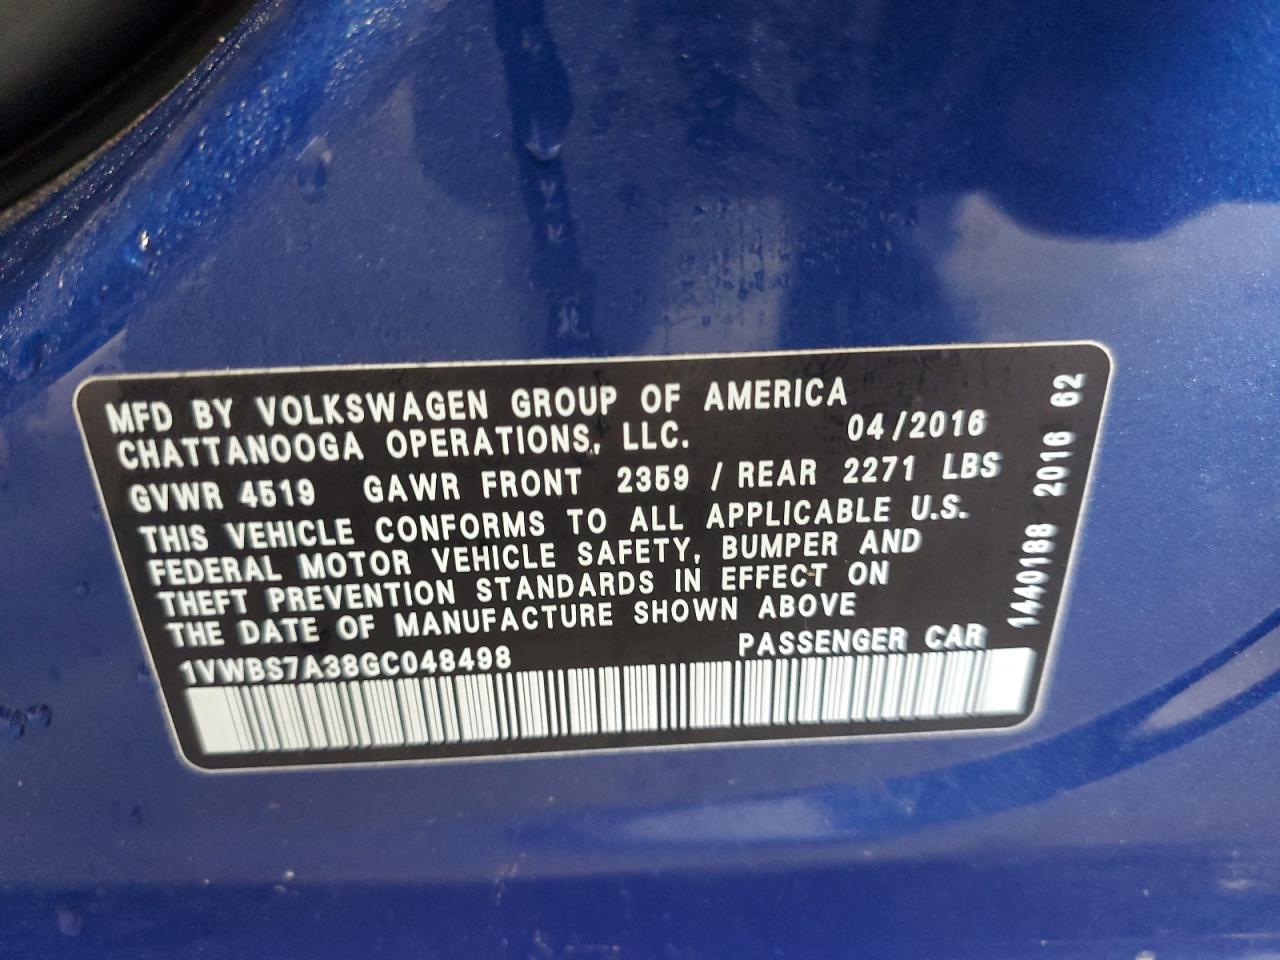 MFD BY VOLKSWAGEN GROUP OF AMERICA
CHATTANOOGA OPERATIONS, LLC. 04/2016
GVWR 4519 GAWR FRONT 2359 / REAR 2271 LBS
THIS VEHICLE CONFORMS TO ALL APPLICABLE U.S.
FEDERAL MOTOR VEHICLE SAFETY, BUMPER AND
THEFT PREVENTION STANDARDS IN EFFECT ON
THE DATE OF MANUFACTURE SHOWN ABOVE
1VWBS7A38GC048498 PASSENGER CAR
1440188 2016 62